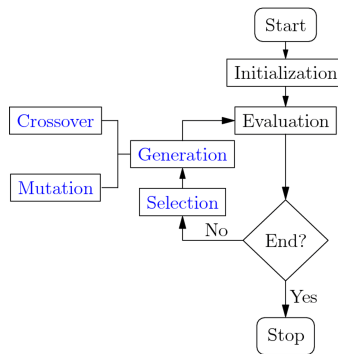 Start
Initialization
Crossover
Evaluation
Generation
Mutation
Selection
No
End?
Yes
Stop